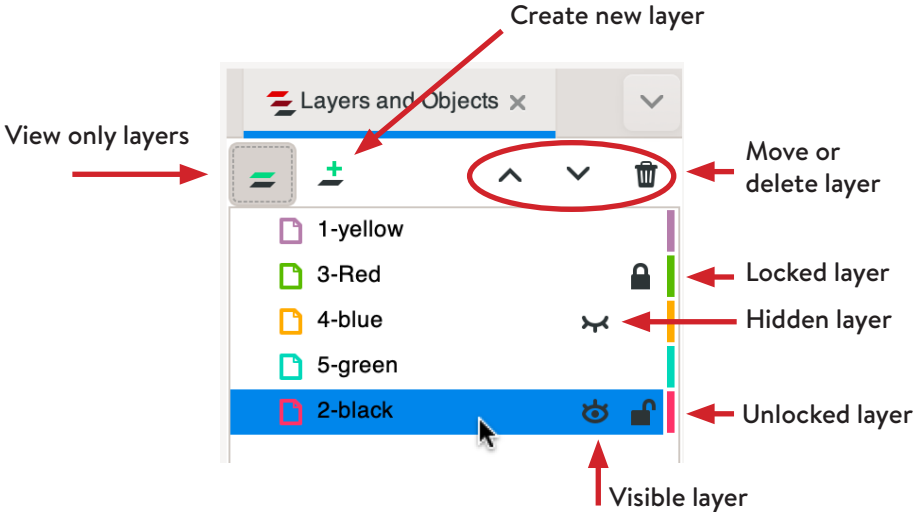 Create new layer
Layers and Objects
View only layers
Move or
delete layer
1-yellow
3-Red
Locked layer
4-blue
Hidden layer
5-green
2-black
Unlocked layer
Visible layer